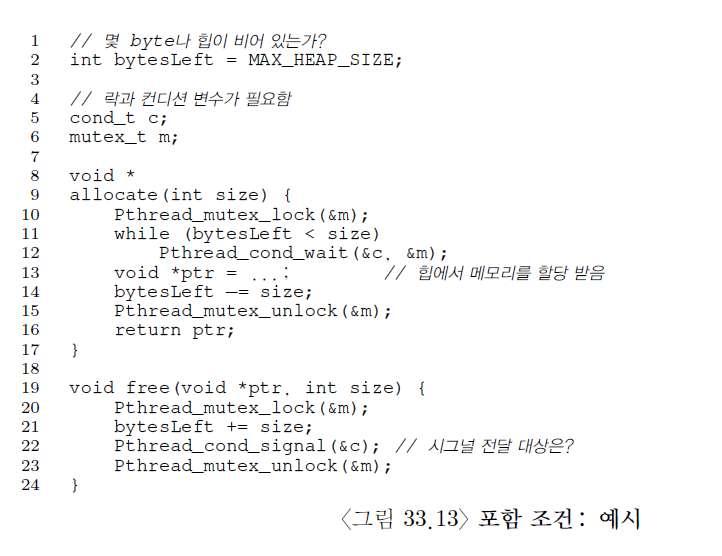 1 // 몇 byte나 힙이 비어 있는가?
2 int bytesLeft = MAX_HEAP_SIZE;
3
4 // 락과 컨디션 변수가 필요함
5 cond_t c;
6 mutex_t m;
7
8 void *
9 allocate(int size) {
10 Pthread_mutex_lock(&m);
11 while (bytesLeft < size)
12 Pthread_cond_wait(&c, &m);
13 void *ptr = ...; // 힙에서 메모리를 할당 받음
14 bytesLeft −= size;
15 Pthread_mutex_unlock(&m);
16 return ptr;
17 }
18
19 void free(void *ptr, int size) {
20 Pthread_mutex_lock(&m);
21 bytesLeft += size;
22 Pthread_cond_signal(&c); // 시그널 전달 대상은?
23 Pthread_mutex_unlock(&m);
24 }
〈그림 33.13〉 포함 조건: 예시